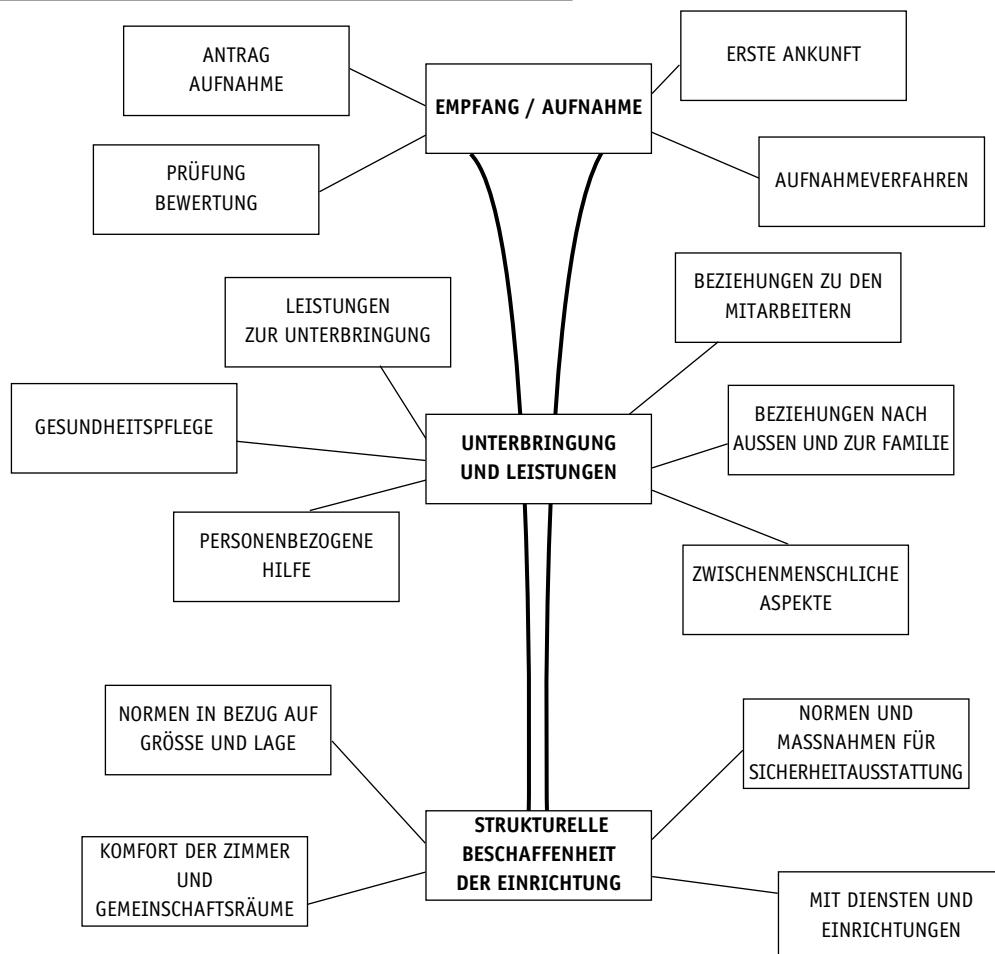 ANTRAG
AUFNAHME
EMPFANG / AUFNAHME
ERSTE ANKUNFT
PRÜFUNG
BEWERTUNG
AUFNAHMEVERFAHREN
LEISTUNGEN
ZUR UNTERBRINGUNG
BEZIEHUNGEN ZU DEN
MITARBEITERN
GESUNDHEITSPFLEGE
UNTERBRINGUNG
UND LEISTUNGEN
BEZIEHUNGEN NACH
AUSSEN UND ZUR FAMILIE
PERSONENBEZOGENE
HILFE
ZWISCHENMENSCHLICHE
ASPEKTE
NORMEN IN BEZUG AUF
GRÖSSE UND LAGE
NORMEN UND
MASSNAHMEN FÜR
SICHERHEITAUSSTATTUNG
STRUKTURELLE
BESCHAFFENHEIT
DER EINRICHTUNG
KOMFORT DER ZIMMER
UND
GEMEINSCHAFTSRÄUME
MIT DIENSTEN UND
EINRICHTUNGEN